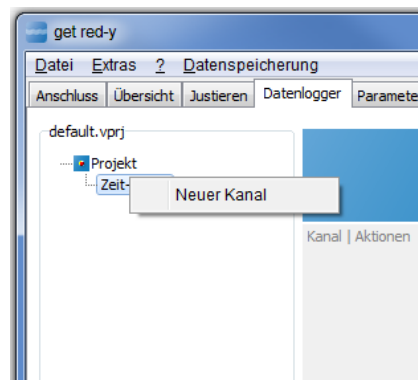 get red-y
Datei Extras ? Datenspeicherung
Anschluss Übersicht Justieren Datenlogger Paramete
default.vprj
Projekt
Zeit-
Neuer Kanal
Kanal | Aktionen